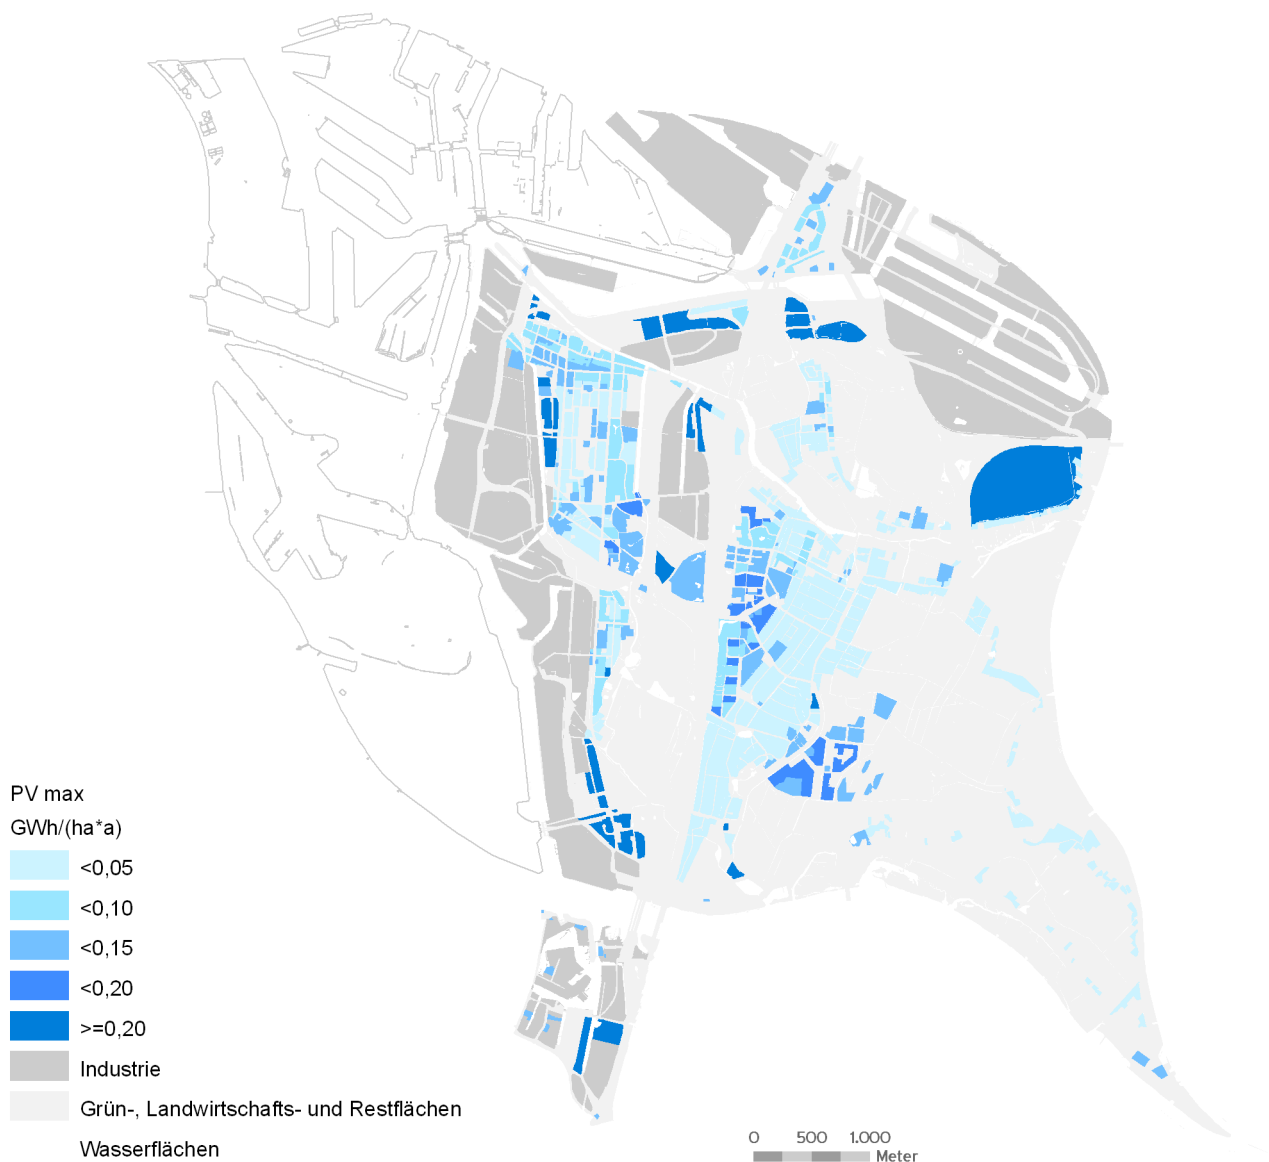 PV max
GWh/(ha*a)
<0,05
<0,10
<0,15
<0,20
>=0,20
Industrie
Grün-, Landwirtschafts- und Restflächen
Wasserflächen
0 500 1.000
Meter